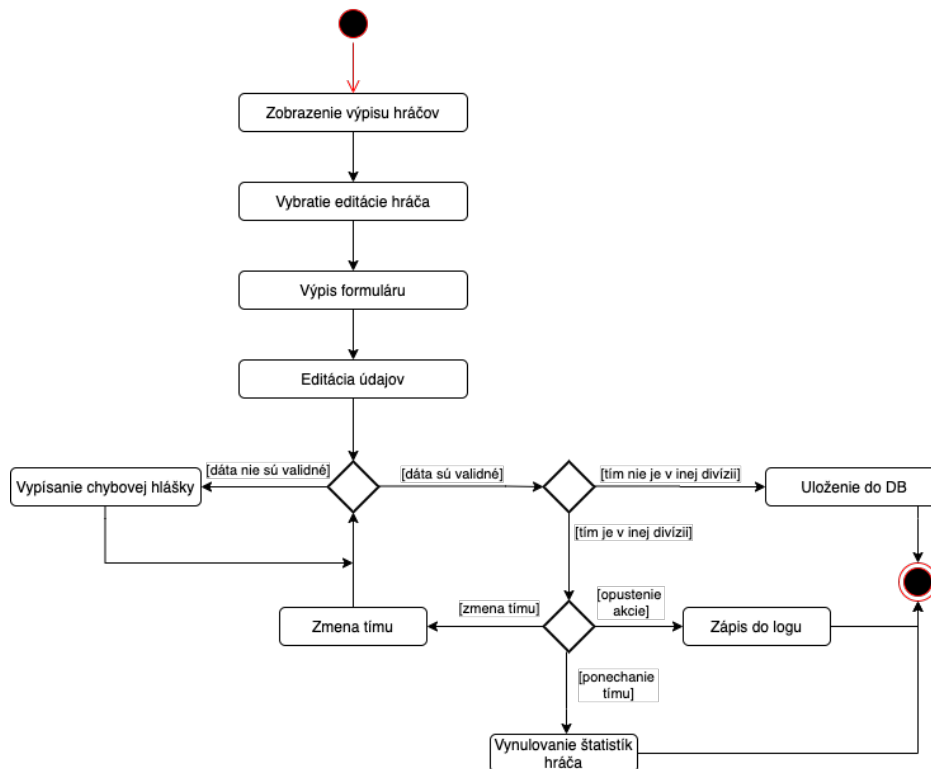 Zobrazenie výpisu hráčov
Vybratie editácie hráča
Výpis formuláru
Editácia údajov
[dáta nie sú validné]
[dáta sú validné]
[tím nie je v inej divízii]
Vypísanie chybovej hlášky
Uloženie do DB
[tím je v inej divízii]
[zmena tímu]
[opustenie
akcie]
Zmena tímu
Zápis do logu
[ponechanie
tímu]
Vynulovanie štatistík
hráča